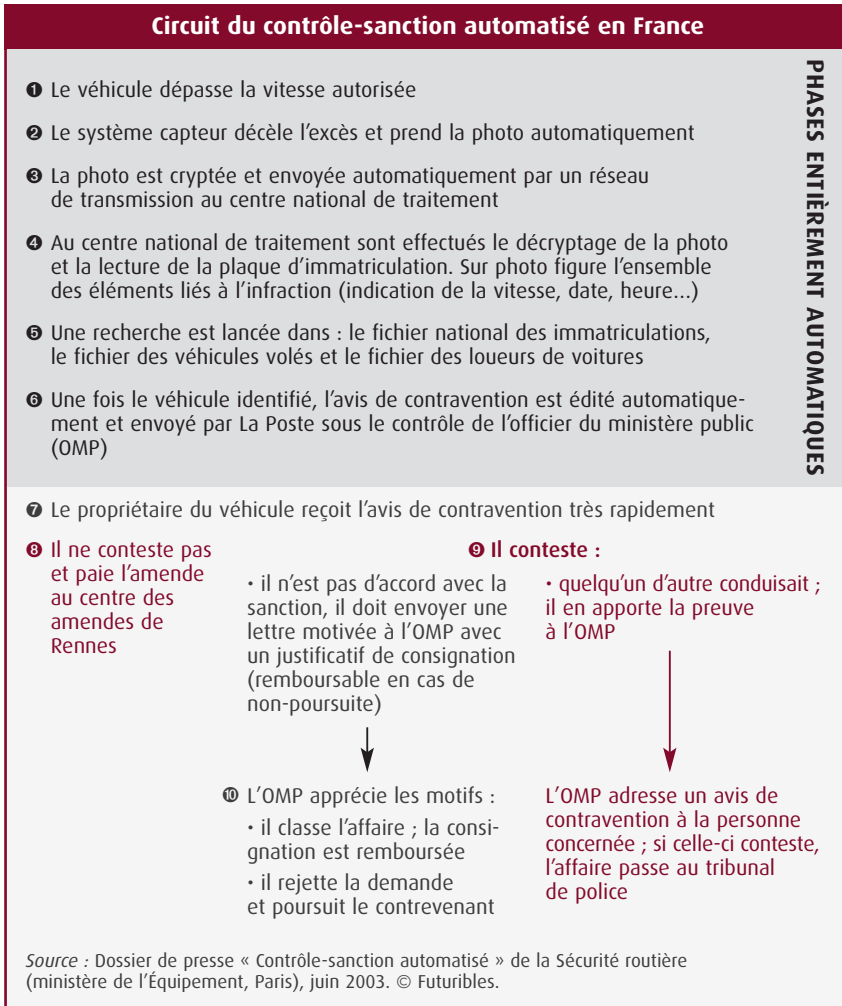 Circuit du contrôle-sanction automatisé en France
PHASES ENTIÈREMENT AUTOMATIQUES
❶ Le véhicule dépasse la vitesse autorisée
❷ Le système capteur décèle l'excès et prend la photo automatiquement
❸ La photo est cryptée et envoyée automatiquement par un réseau
de transmission au centre national de traitement
❹ Au centre national de traitement sont effectués le décryptage de la photo
et la lecture de la plaque d'immatriculation. Sur photo figure l'ensemble
des éléments liés à l'infraction (indication de la vitesse, date, heure...)
❺ Une recherche est lancée dans : le fichier national des immatriculations,
le fichier des véhicules volés et le fichier des loueurs de voitures
❻ Une fois le véhicule identifié, l'avis de contravention est édité automatique-
ment et envoyé par La Poste sous le contrôle de l'officier du ministère public
(OMP)
❼ Le propriétaire du véhicule reçoit l'avis de contravention très rapidement
❽ Il ne conteste pas
et paie l'amende
au centre des
amendes de
Rennes
❾ Il conteste :
• il n'est pas d'accord avec la
sanction, il doit envoyer une
lettre motivée à l'OMP avec
un justificatif de consignation
(remboursable en cas de
non-poursuite)
• quelqu'un d'autre conduisait ;
il en apporte la preuve
à l'OMP
❿ L'OMP apprécie les motifs :
• il classe l'affaire ; la consi-
gnation est remboursée
• il rejette la demande
et poursuit le contrevenant
L'OMP adresse un avis de
contravention à la personne
concernée ; si celle-ci conteste,
l'affaire passe au tribunal
de police
Source : Dossier de presse « Contrôle-sanction automatisé » de la Sécurité routière
(ministère de l'Équipement, Paris), juin 2003. © Futuribles.